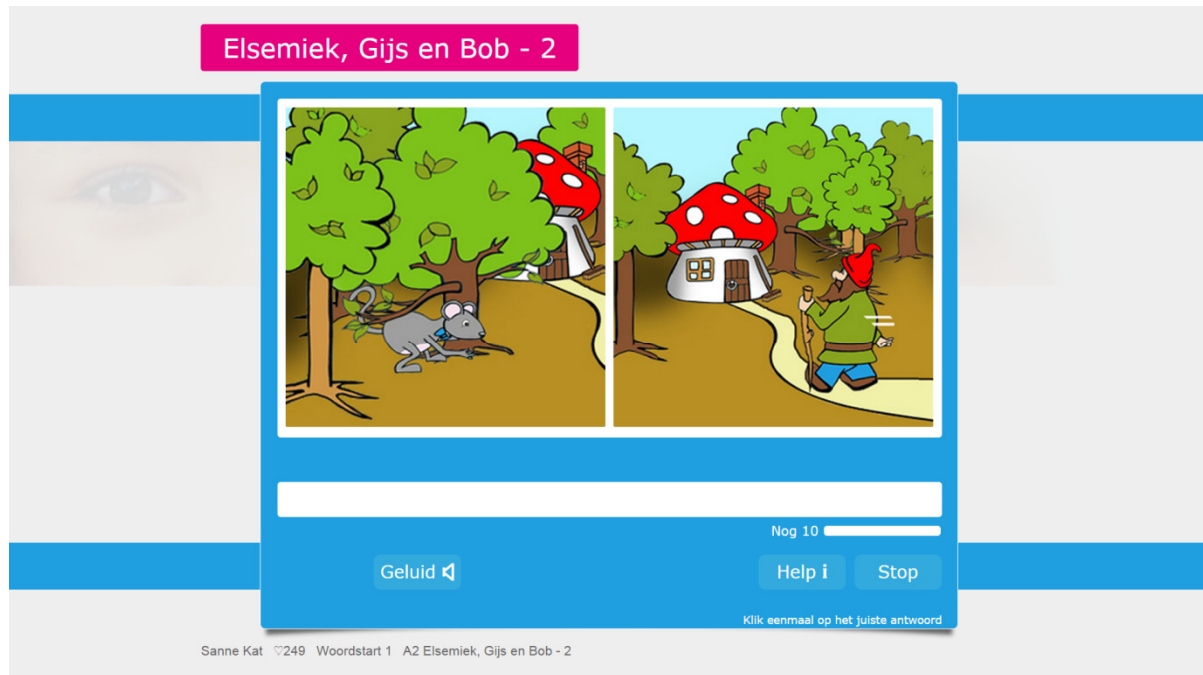 Elsemiek, Gijs en Bob - 2
Nog 10
Geluid
Help i
Stop
Klik eenmaal op het juiste antwoord
Sanne Kat ♡249 Woordstart 1 A2 Elsemiek, Gijs en Bob - 2